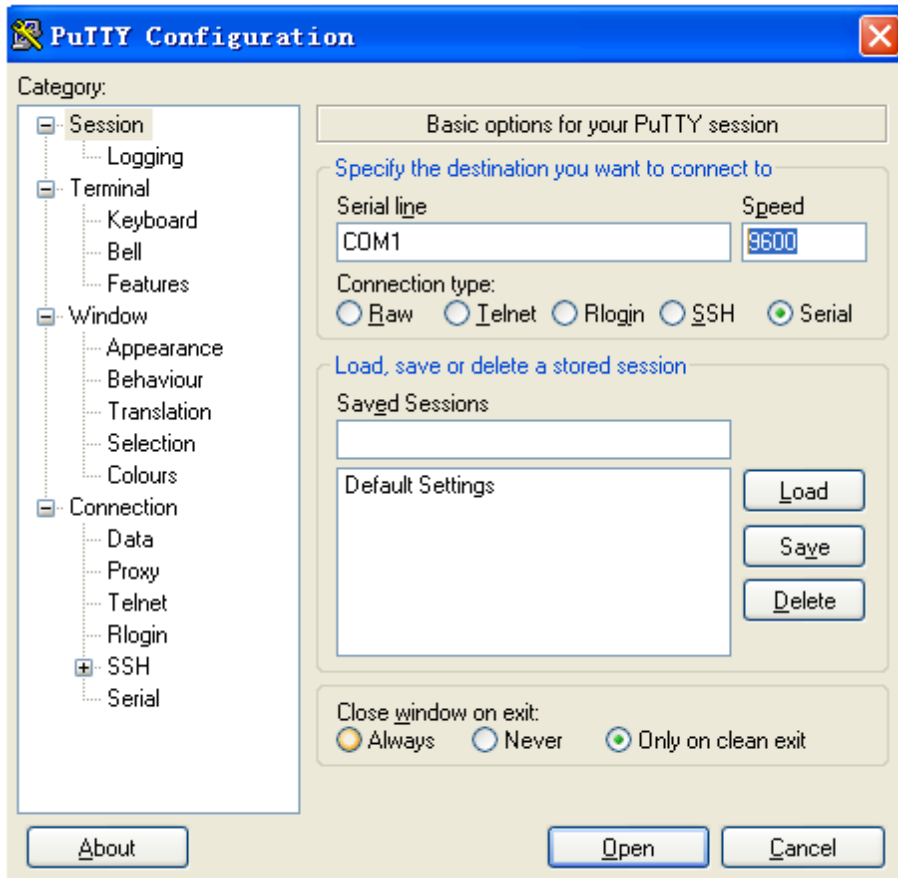 PuTTY Configuration
Category:
Session
Logging
Terminal
Keyboard
Bell
Features
Window
Appearance
Behaviour
Translation
Selection
Colours
Connection
Data
Proxy
Telnet
Rlogin
SSH
Serial
Basic options for your PuTTY session
Specify the destination you want to connect to
Serial line Speed
COM1 9600
Connection type:
Raw Telnet Rlogin SSH Serial
Load, save or delete a stored session
Saved Sessions
Default Settings
Load
Save
Delete
Close window on exit:
Always Never Only on clean exit
About Open Cancel